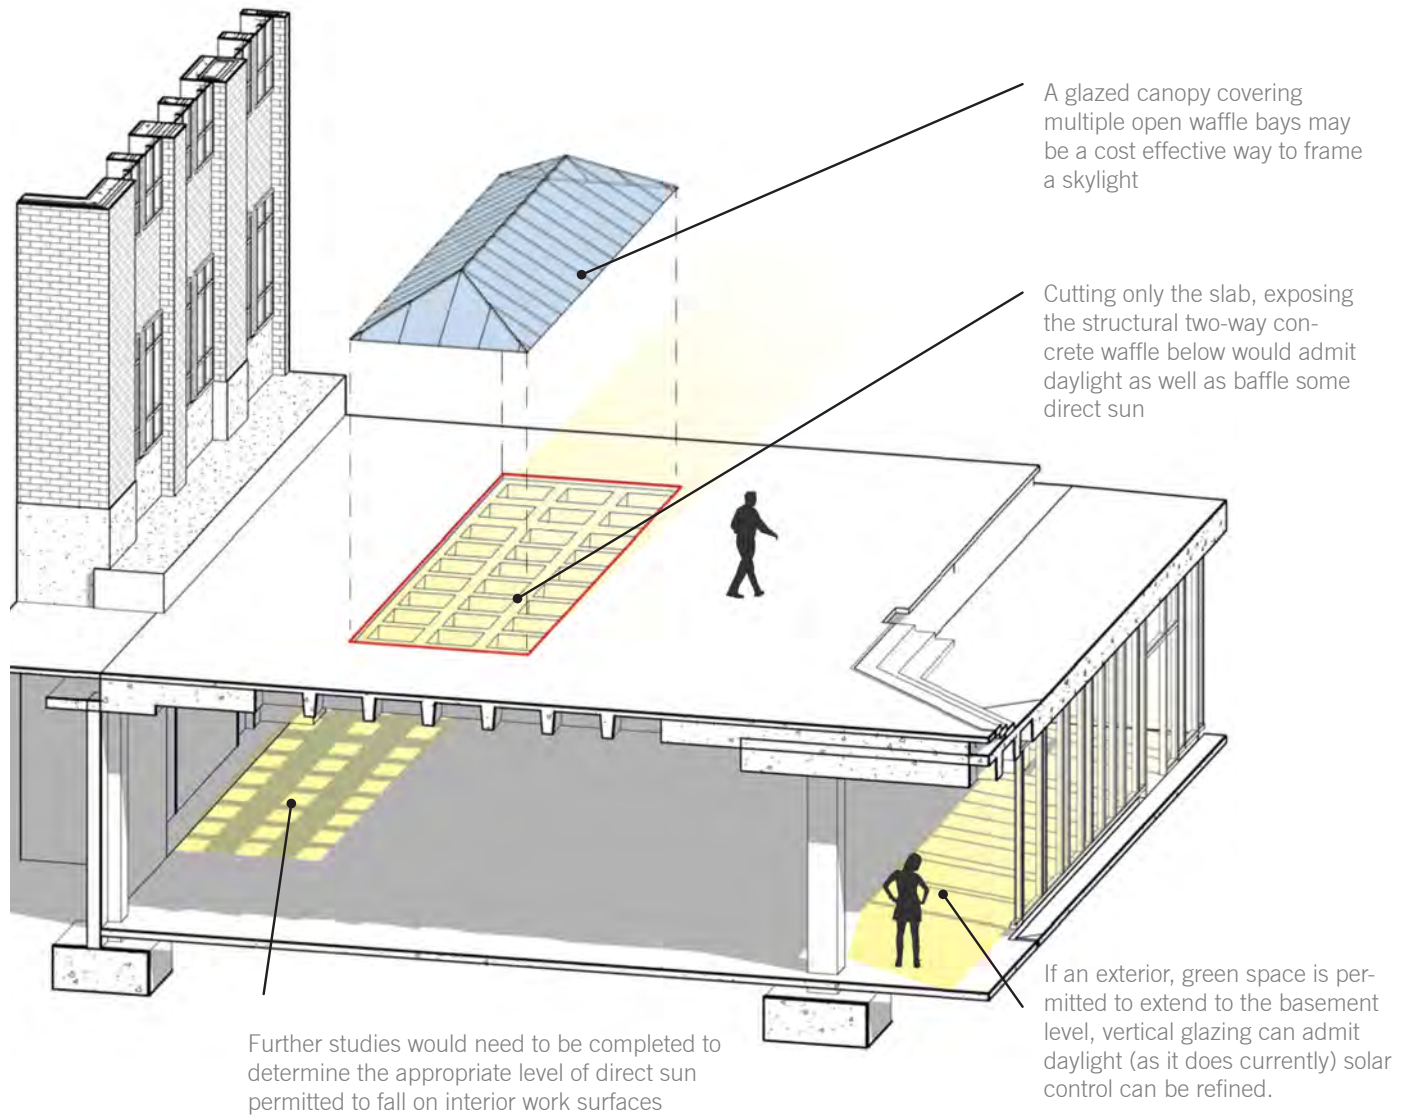 A glazed canopy covering
multiple open waffle bays may
be a cost effective way to frame
a skylight
Cutting only the slab, exposing
the structural two-way con-
crete waffle below would admit
daylight as well as baffle some
direct sun
If an exterior, green space is per-
mitted to extend to the basement
level, vertical glazing can admit
daylight (as it does currently) solar
control can be refined.
Further studies would need to be completed to
determine the appropriate level of direct sun
permitted to fall on interior work surfaces